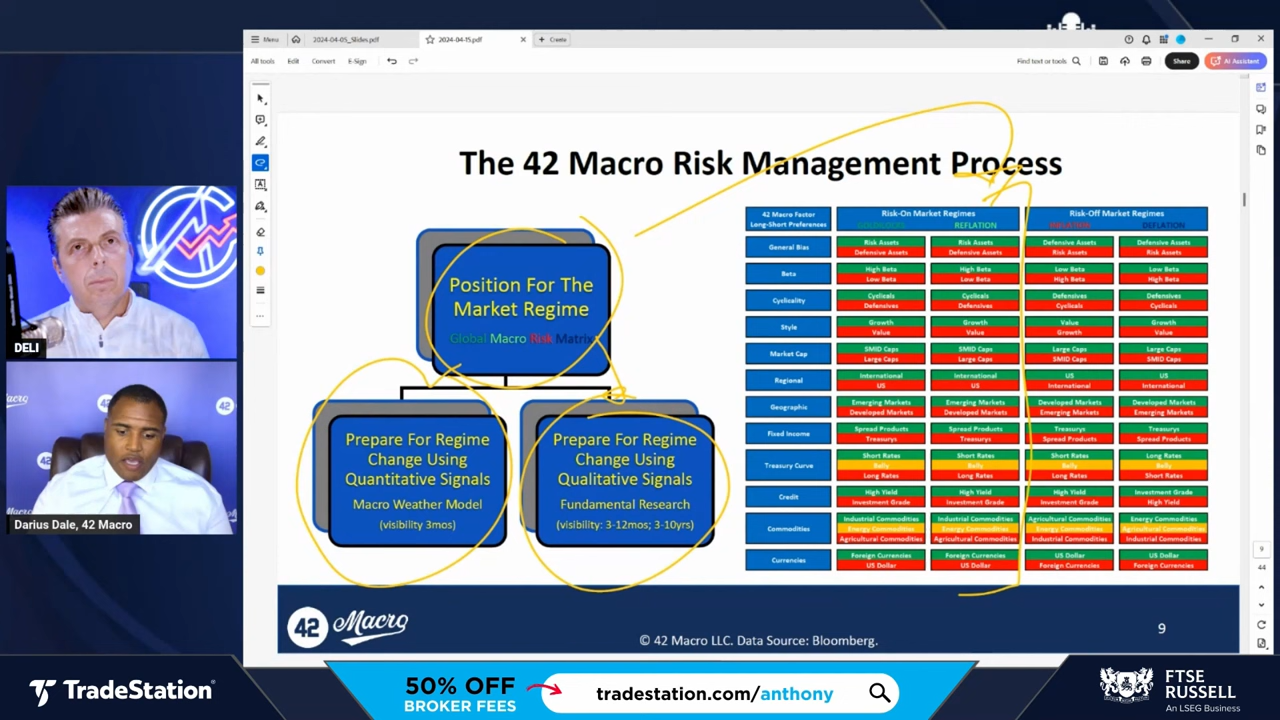 Menu
2024-04-05_Slides.pdf
2024-04-15.pdf
Create
All tools
Edit
Convert
E-Sign
Find text or tools
Share
AI Assistant
The 42 Macro Risk Management Process
Position For The
Market Regime
Global Macro Risk Matrix
Prepare For Regime
Change Using
Quantitative Signals
Macro Weather Model
(visibility 3mos)
Prepare For Regime
Change Using
Qualitative Signals
Fundamental Research
(visibility: 3-12mos; 3-10yrs)
42 Macro Factor
Long-Short Preferences
Risk-On Market Regimes
GOLDILOCKS
REFLATION
Risk-Off Market Regimes
INFLATION
DEFLATION
General Bias
Risk Assets
Defensive Assets
Risk Assets
Defensive Assets
Defensive Assets
Risk Assets
Defensive Assets
Risk Assets
Beta
High Beta
Low Beta
High Beta
Low Beta
Low Beta
High Beta
Low Beta
High Beta
Cyclicality
Cyclicals
Defensives
Cyclicals
Defensives
Defensives
Cyclicals
Defensives
Cyclicals
Style
Growth
Value
Growth
Value
Value
Growth
Growth
Value
Market Cap
SMID Caps
Large Caps
SMID Caps
Large Caps
Large Caps
SMID Caps
Large Caps
SMID Caps
Regional
International
US
International
US
US
International
US
International
Geographic
Emerging Markets
Developed Markets
Emerging Markets
Developed Markets
Developed Markets
Emerging Markets
Developed Markets
Emerging Markets
Fixed Income
Spread Products
Treasurys
Spread Products
Treasurys
Treasurys
Spread Products
Treasurys
Spread Products
Treasury Curve
Short Rates
Belly
Long Rates
Short Rates
Belly
Long Rates
Short Rates
Belly
Long Rates
Long Rates
Belly
Short Rates
Credit
High Yield
Investment Grade
High Yield
Investment Grade
High Yield
Investment Grade
Investment Grade
High Yield
Commodities
Industrial Commodities
Energy Commodities
Agricultural Commodities
Industrial Commodities
Energy Commodities
Agricultural Commodities
Agricultural Commodities
Energy Commodities
Industrial Commodities
Energy Commodities
Agricultural Commodities
Industrial Commodities
Currencies
Foreign Currencies
US Dollar
Foreign Currencies
US Dollar
US Dollar
Foreign Currencies
US Dollar
Foreign Currencies
42 Macro
© 42 Macro LLC. Data Source: Bloomberg.
9
9
44
DELI
42
Darius Dale, 42 Macro
TradeStation
50% OFF
BROKER FEES
tradestation.com/anthony
FTSE
RUSSELL
An LSEG Business